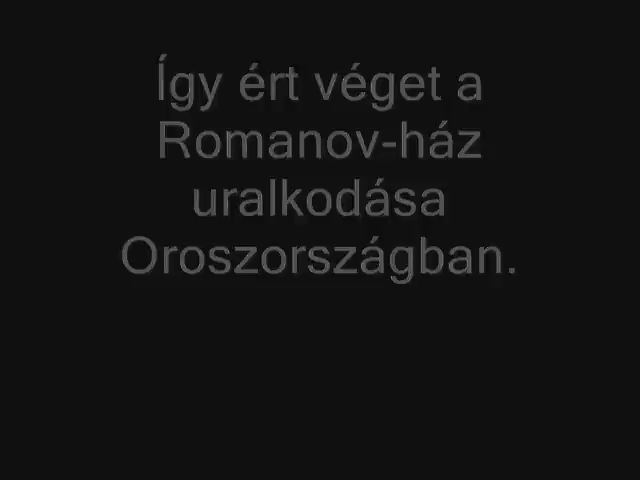 Így ért véget a
Romanov-ház
uralkodása
Oroszországban.